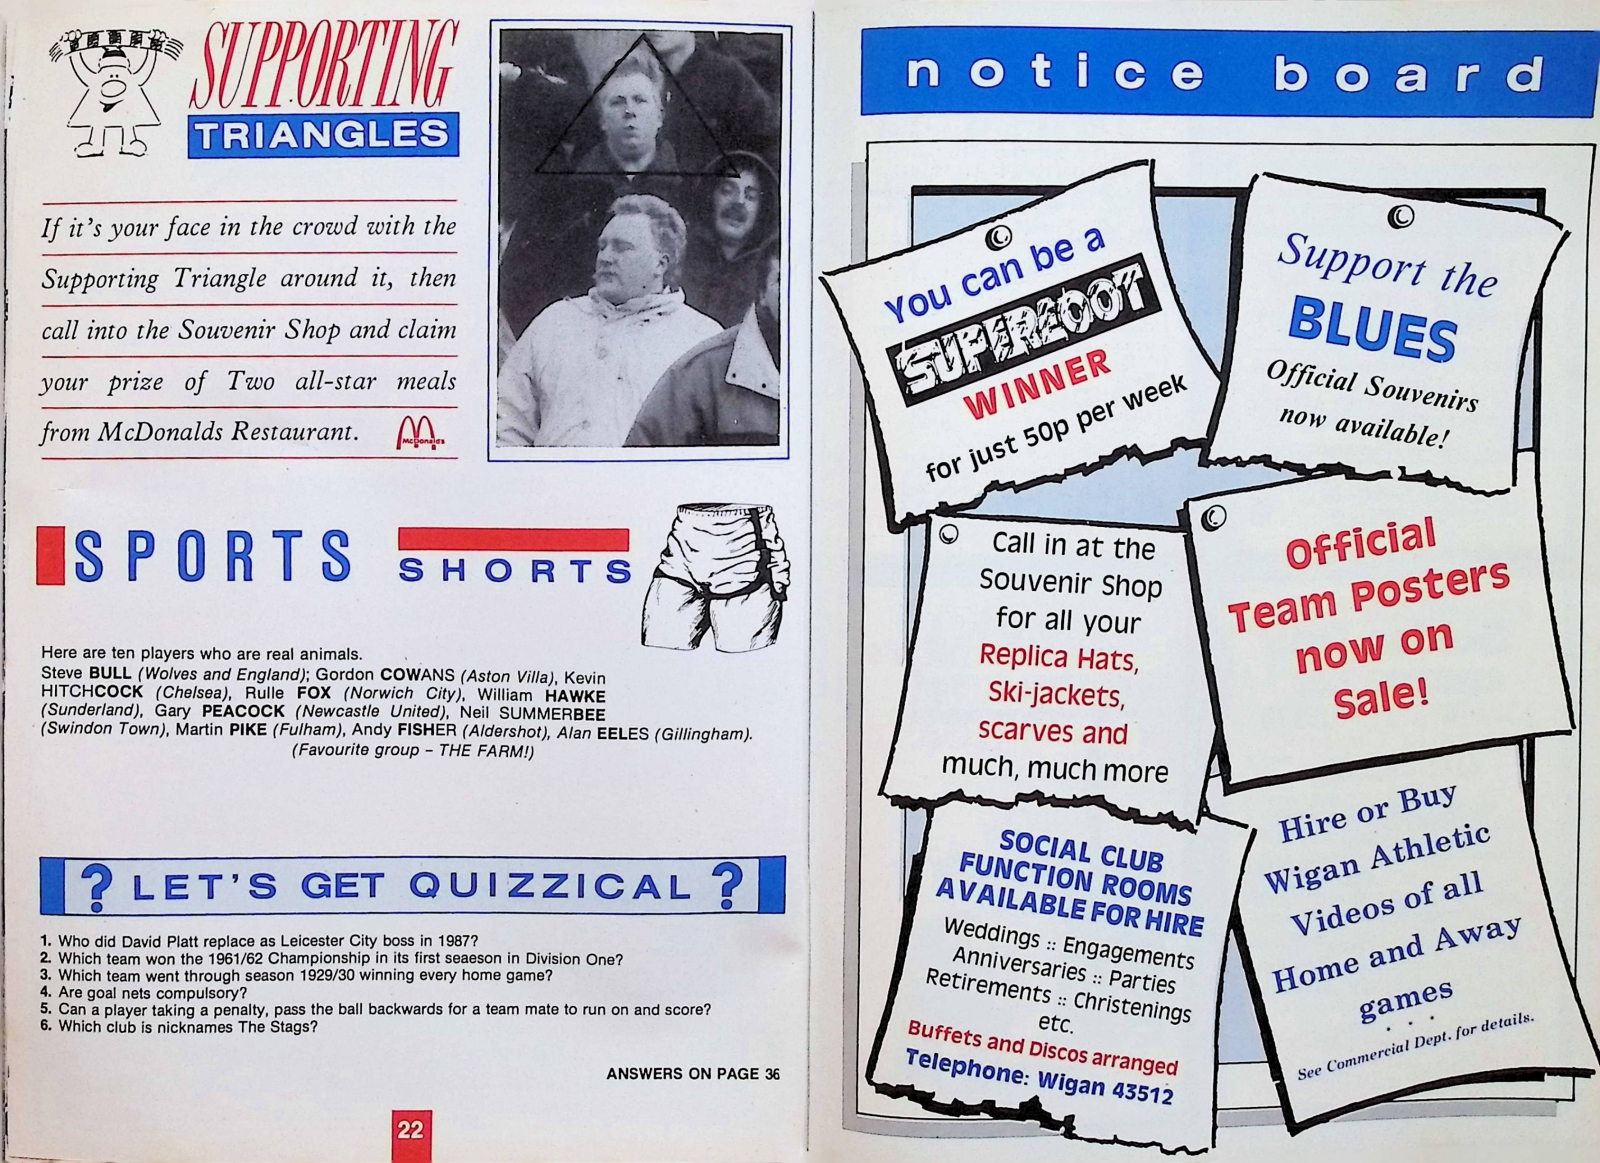 SUPPORTING
TRIANGLES
If it's your face in the crowd with the
Supporting Triangle around it, then
call into the Souvenir Shop and claim
your prize of Two all-star meals
from McDonalds Restaurant.
McDonald's
SPORTS
SHORTS
Here are ten players who are real animals.
Steve BULL (Wolves and England); Gordon COWANS (Aston Villa), Kevin
HITCHCOCK (Chelsea), Rulle FOX (Norwich City), William HAWKE
(Sunderland), Gary PEACOCK (Newcastle United), Neil SUMMERBEE
(Swindon Town), Martin PIKE (Fulham), Andy FISHER (Aldershot), Alan EELES (Gillingham).
(Favourite group – THE FARM!)
? LET'S GET QUIZZICAL ?
1. Who did David Platt replace as Leicester City boss in 1987?
2. Which team won the 1961/62 Championship in its first seaeson in Division One?
3. Which team went through season 1929/30 winning every home game?
4. Are goal nets compulsory?
5. Can a player taking a penalty, pass the ball backwards for a team mate to run on and score?
6. Which club is nicknames The Stags?
ANSWERS ON PAGE 36
22
notice board
You can be a
SUPERLOOT
WINNER
for just 50p per week
Support the
BLUES
Official Souvenirs
now available!
Call in at the
Souvenir Shop
for all your
Replica Hats,
Ski-jackets,
scarves and
much, much more
Official
Team Posters
now on
Sale!
SOCIAL CLUB
FUNCTION ROOMS
AVAILABLE FOR HIRE
Weddings :: Engagements
Anniversaries :: Parties
Retirements :: Christenings
etc.
Buffets and Discos arranged
Telephone: Wigan 43512
Hire or Buy
Wigan Athletic
Videos of all
Home and Away
games
. . .
See Commercial Dept. for details.